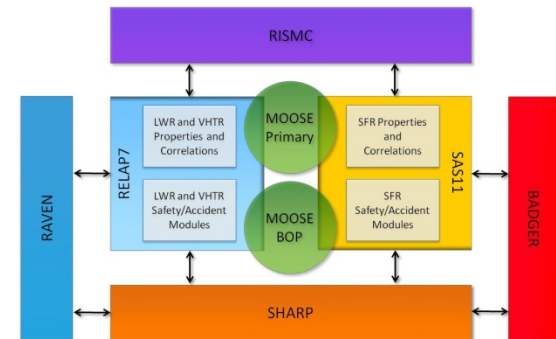 RISMC
RAVEN
RELAP7
LWR and VHTR
Properties and
Correlations
LWR and VHTR
Safety/Accident
Modules
MOOSE
Primary
MOOSE
BOP
SFR Properties
and
Correlations
SFR
Safety/Accident
Modules
SAS11
BADGER
SHARP